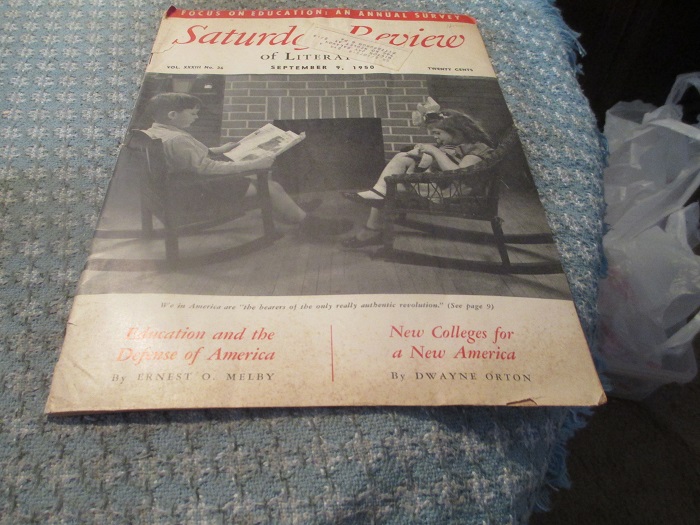 FOCUS ON EDUCATION: AN ANNUAL SURVEY
Saturday Review
of LITERA
VOL. XXXIII No. 36
SEPTEMBER 9, 1950
TWENTY CENTS
We in America are "the bearers of the only really authentic revolution." (See page 9)
Education and the
Defense of America
By ERNEST O. MELBY
New Colleges for
a New America
By DWAYNE ORTON